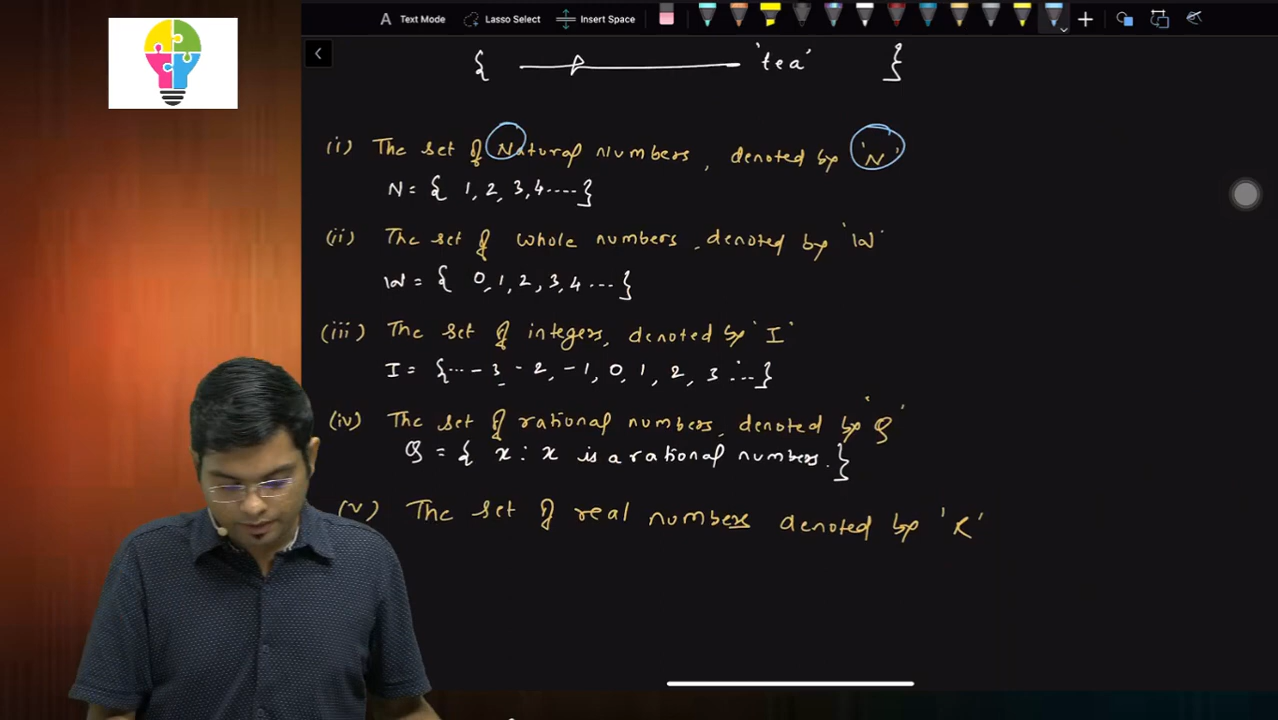 Text Mode Lasso Select Insert Space
{ 'tea' }
(i) The set of Natural Numbers, denoted by 'N'
N = { 1, 2, 3, 4.... }
(ii) The set of whole numbers, denoted by 'W'
W = { 0, 1, 2, 3, 4 ... }
(iii) The set of integers, denoted by 'I'
I = {... -3, -2, -1, 0, 1, 2, 3 ... }
(iv) The set of rational numbers, denoted by 'Q'
Q = { x : x is a rational numbers. }
(v) The set of real numbers denoted by 'R'